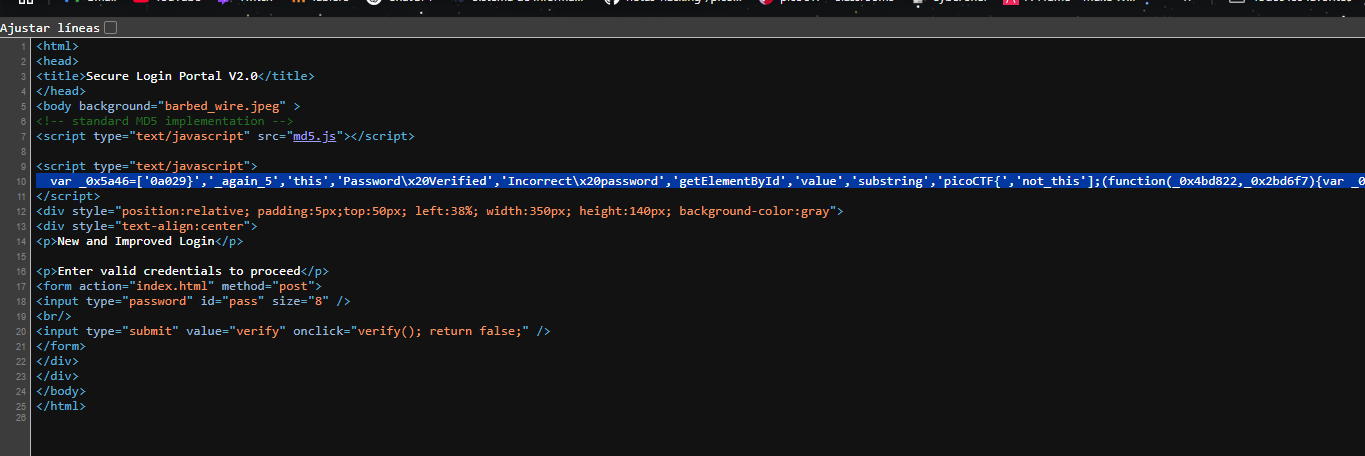 Ajustar líneas
1 <html>
2 <head>
3 <title>Secure Login Portal V2.0</title>
4 </head>
5 <body background="barbed_wire.jpeg" >
6 <!-- standard MD5 implementation -->
7 <script type="text/javascript" src="md5.js"></script>
8
9 <script type="text/javascript">
10 var _0x5a46=['0a029}','_again_5','this','Password\x20Verified','Incorrect\x20password','getElementById','value','substring','picoCTF{','not_this'];(function(_0x4bd822,_0x2bd6f7){var _0
11 </script>
12 <div style="position:relative; padding:5px;top:50px; left:38%; width:350px; height:140px; background-color:gray">
13 <div style="text-align:center">
14 <p>New and Improved Login</p>
15
16 <p>Enter valid credentials to proceed</p>
17 <form action="index.html" method="post">
18 <input type="password" id="pass" size="8" />
19 <br/>
20 <input type="submit" value="verify" onclick="verify(); return false;" />
21 </form>
22 </div>
23 </div>
24 </body>
25 </html>
26